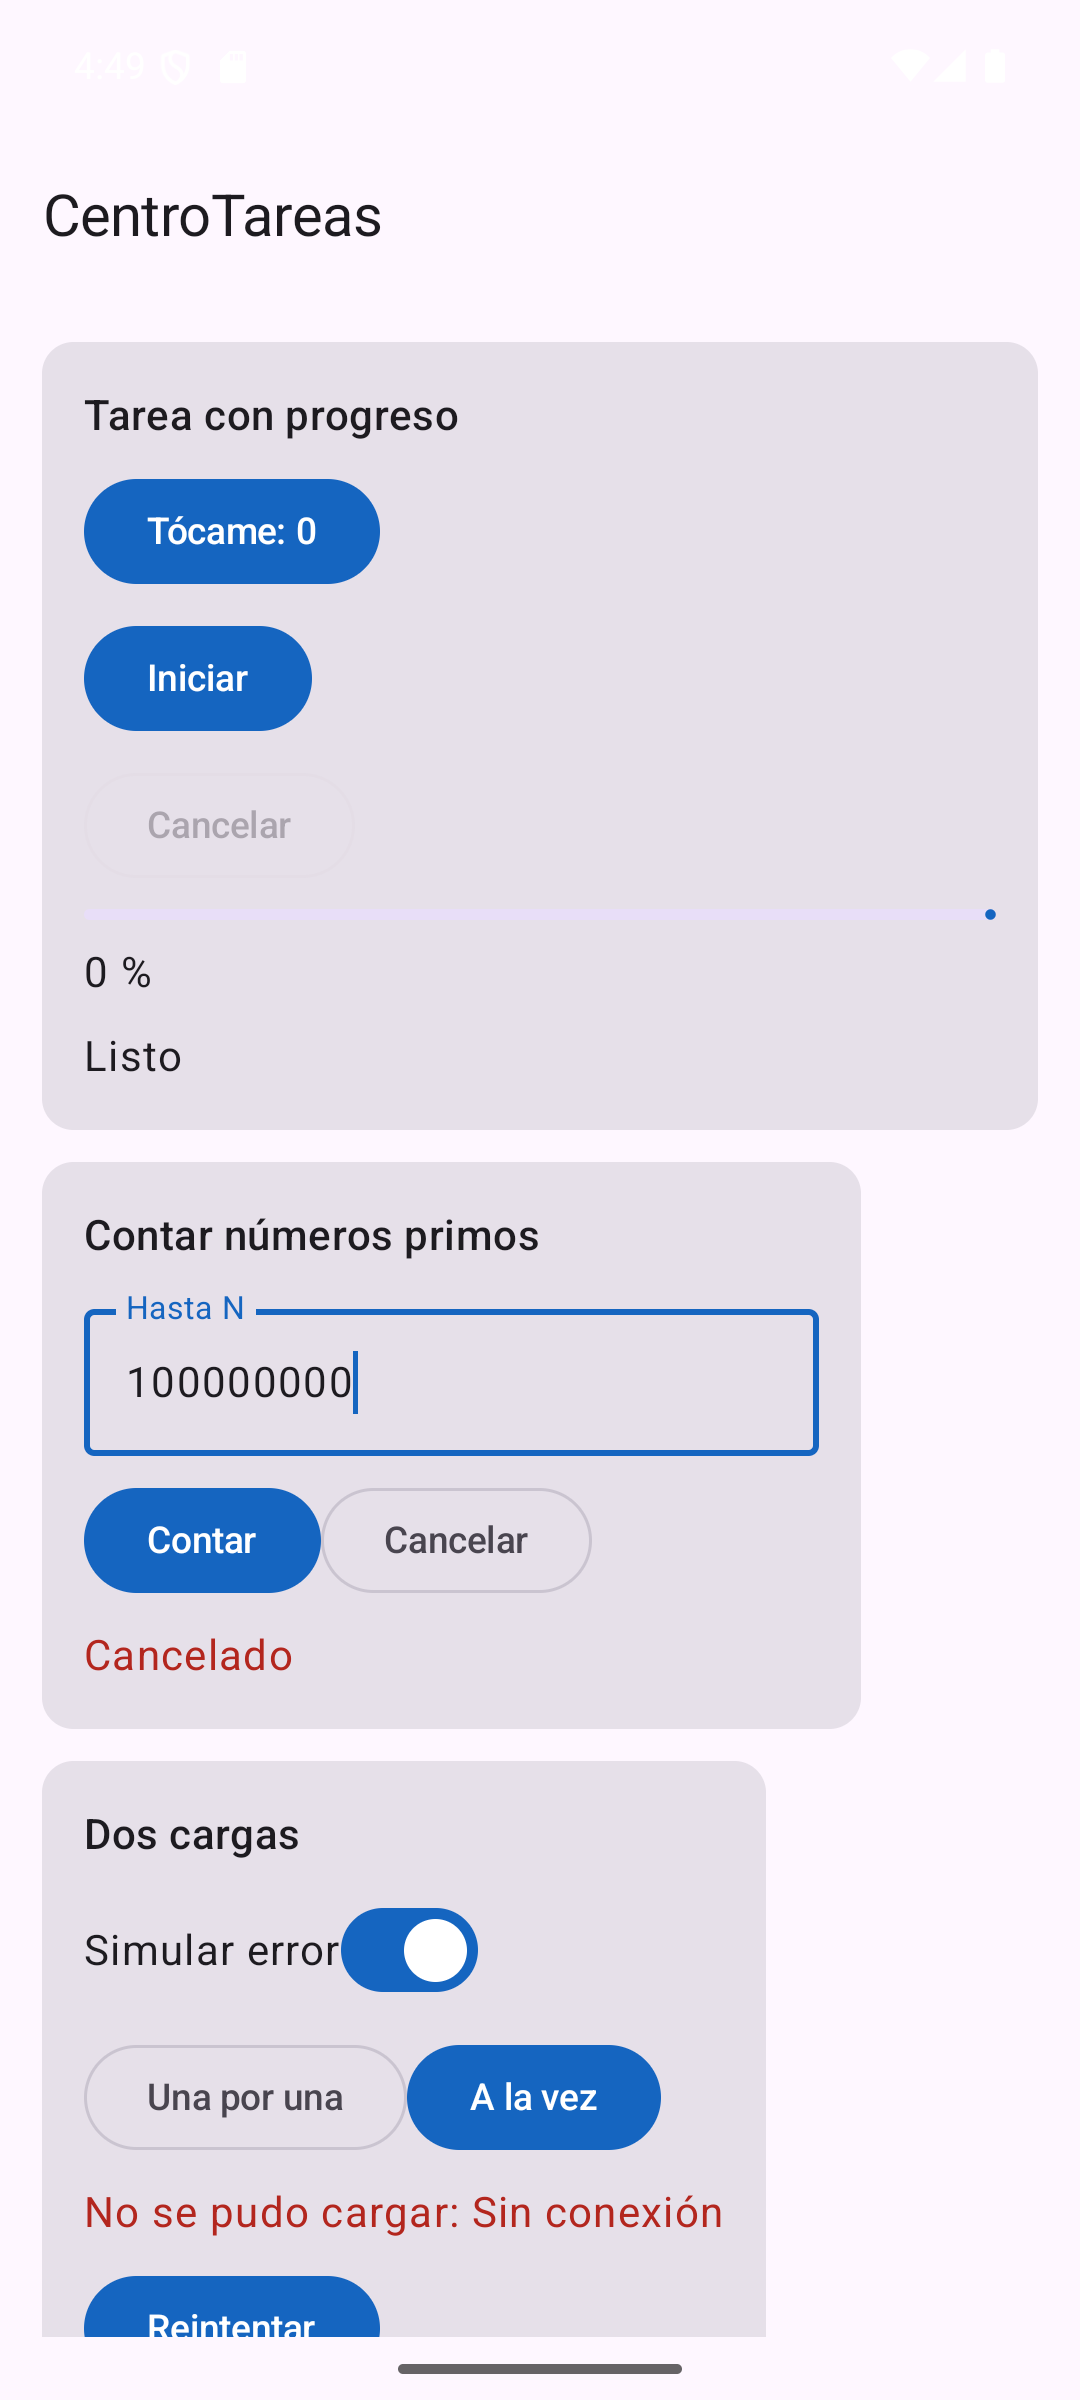 4:49
CentroTareas
Tarea con progreso
Tócame: 0
Iniciar
Cancelar
0 %
Listo
Contar números primos
Hasta N
100000000
Contar Cancelar
Cancelado
Dos cargas
Simular error
Una por una A la vez
No se pudo cargar: Sin conexión
Reintentar